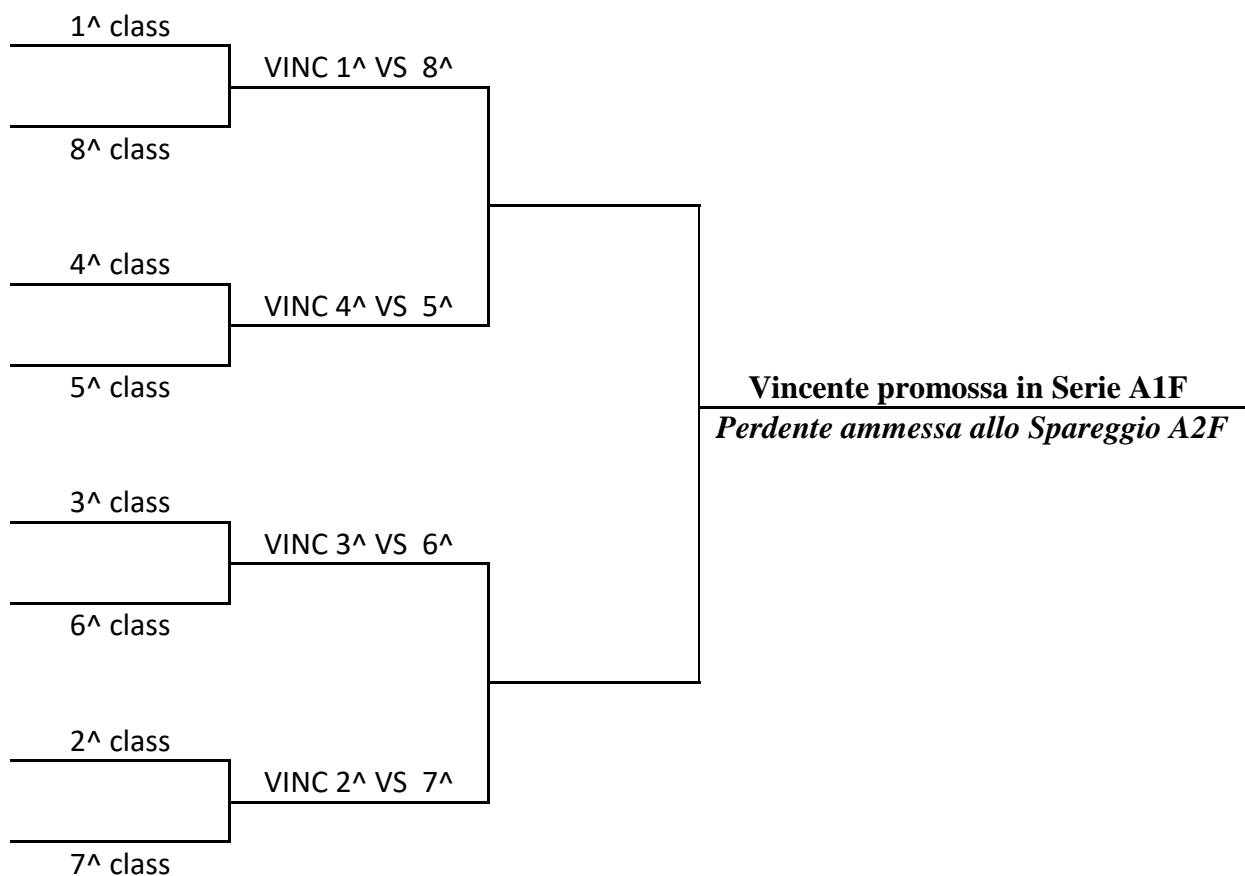 1^ class
VINC 1^ VS 8^
8^ class
4^ class
VINC 4^ VS 5^
5^ class
Vincente promossa in Serie A1F
Perdente ammessa allo Spareggio A2F
3^ class
VINC 3^ VS 6^
6^ class
2^ class
VINC 2^ VS 7^
7^ class